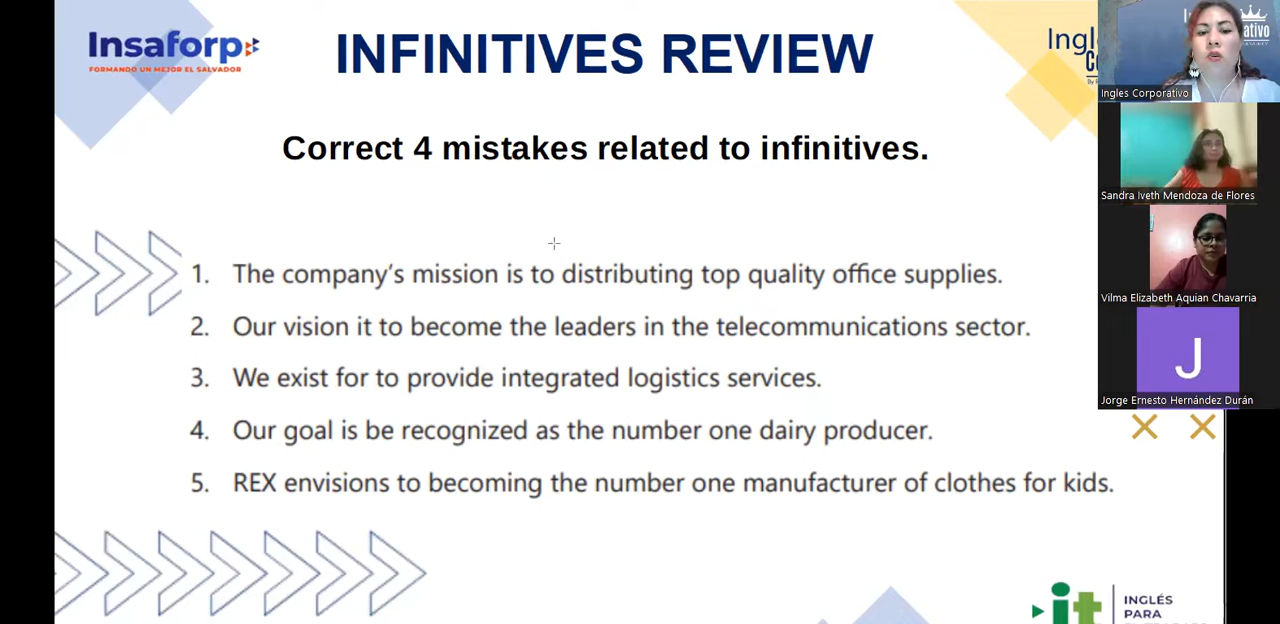 Insaforp
FORMANDO UN MEJOR EL SALVADOR
INFINITIVES REVIEW
Correct 4 mistakes related to infinitives.
1. The company's mission is to distributing top quality office supplies.
2. Our vision it to become the leaders in the telecommunications sector.
3. We exist for to provide integrated logistics services.
4. Our goal is be recognized as the number one dairy producer.
5. REX envisions to becoming the number one manufacturer of clothes for kids.
Ingles Corporativo
Sandra Iveth Mendoza de Flores
Vilma Elizabeth Aquian Chavarria
J
Jorge Ernesto Hernández Durán
it
INGLÉS
PARA